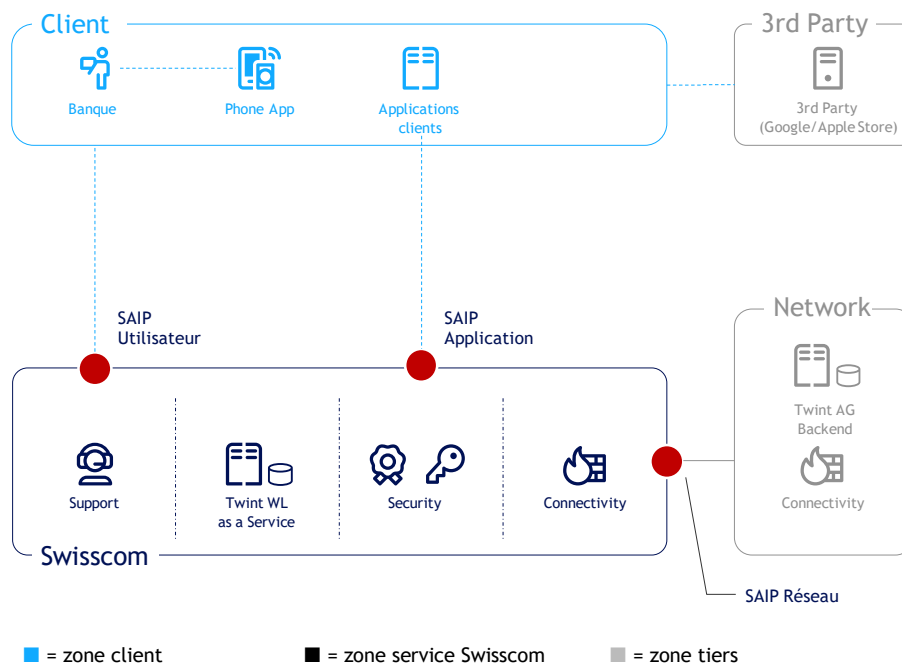 Client
3rd Party
Banque
Phone App
Applications
clients
3rd Party
(Google/Apple Store)
SAIP
Utilisateur
SAIP
Application
Network
Twint AG
Backend
Support
Twint WL
as a Service
Security
Connectivity
Connectivity
Swisscom
SAIP Réseau
= zone client
= zone service Swisscom
= zone tiers